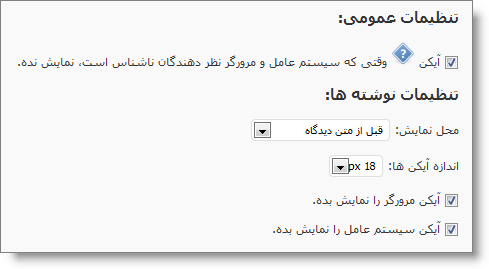 تنظیمات عمومی:
آیکن ? وقتی که سیستم عامل و مرورگر نظر دهندگان ناشناس است، نمایش نده.
تنظیمات نوشته ها:
محل نمایش: قبل از متن دیدگاه
اندازه آیکن ها: 18 px
آیکن مرورگر را نمایش بده.
آیکن سیستم عامل را نمایش بده.